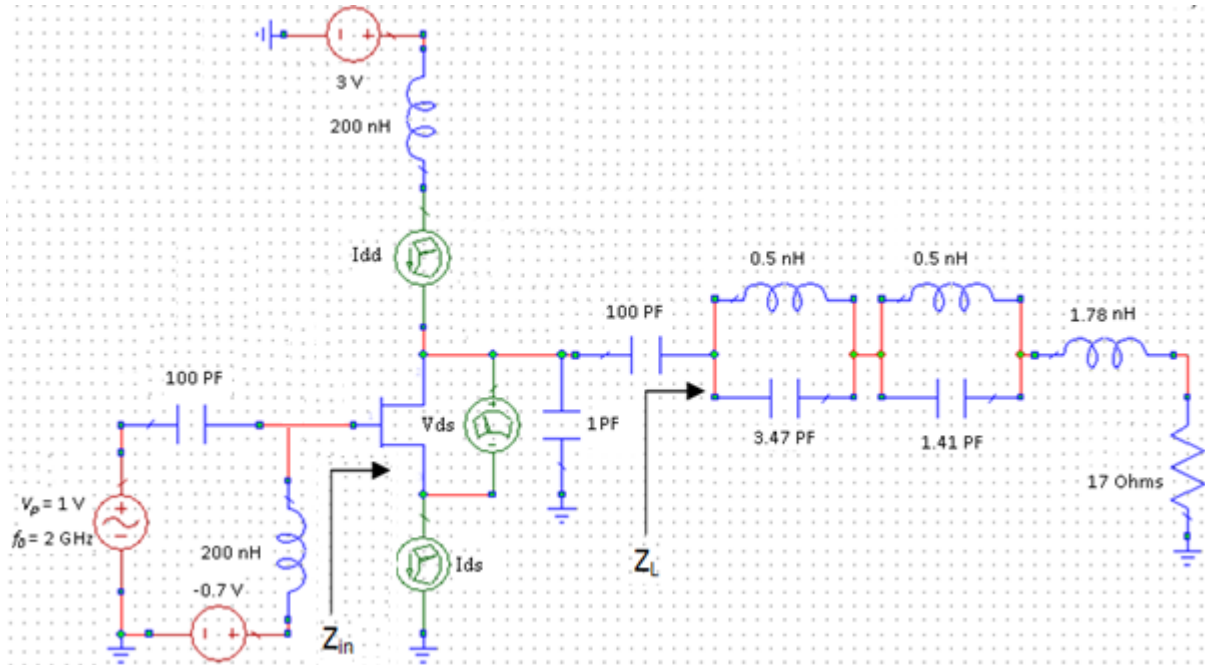 3 V
200 nH
Idd
0.5 nH
0.5 nH
100 PF
1.78 nH
100 PF
Vds
1PF
3.47 PF
1.41 PF
17 Ohms
Vp = 1 V
f0 = 2 GHz
200 nH
Ids
ZL
-0.7 V
Zin